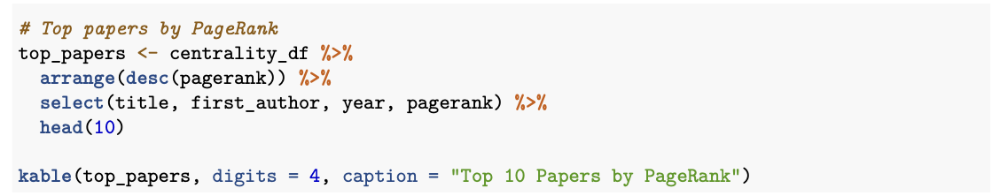 # Top papers by PageRank
top_papers <- centrality_df %>%
  arrange(desc(pagerank)) %>%
  select(title, first_author, year, pagerank) %>%
  head(10)

kable(top_papers, digits = 4, caption = "Top 10 Papers by PageRank")